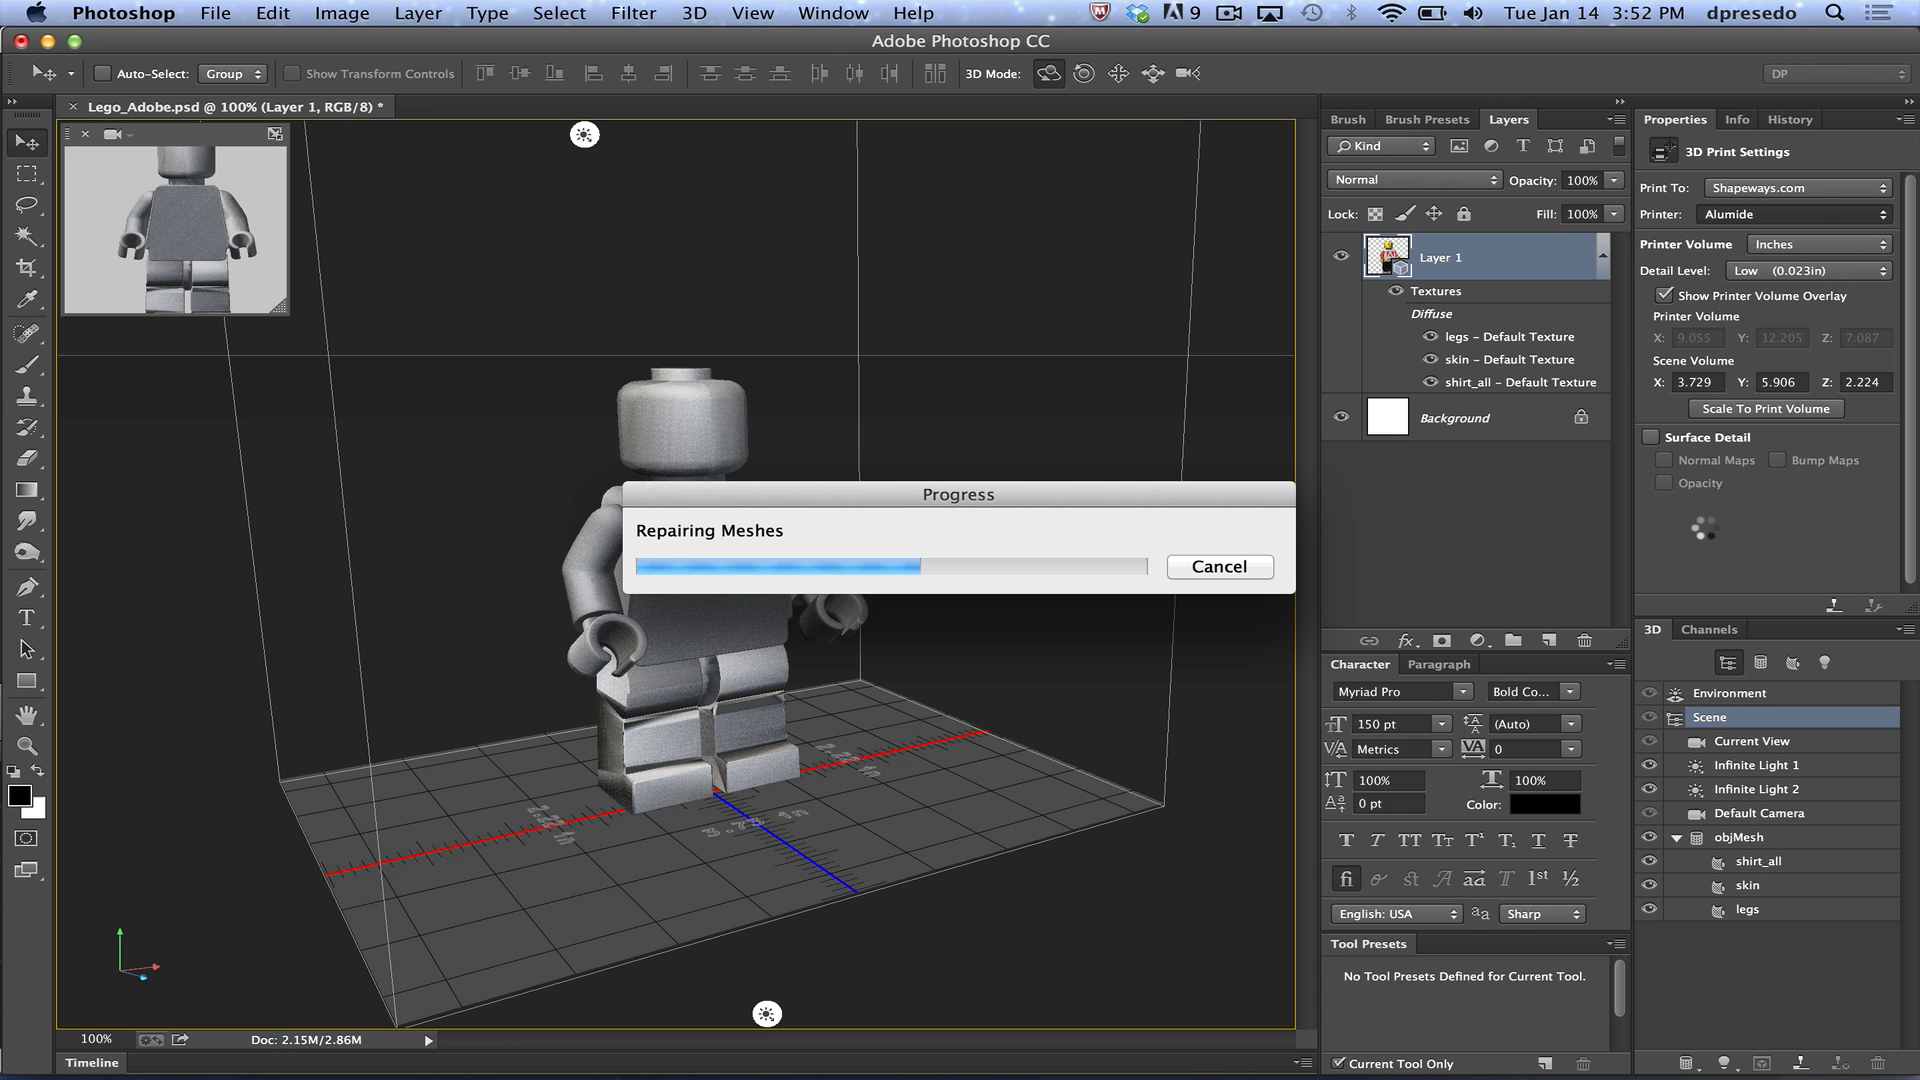 Photoshop File Edit Image Layer Type Select Filter 3D View Window Help 9 Tue Jan 14 3:52 PM dpresedo
Adobe Photoshop CC
Auto-Select: Group Show Transform Controls 3D Mode: DP
× Lego_Adobe.psd @ 100% (Layer 1, RGB/8) *
Brush Brush Presets Layers
Kind
Normal Opacity: 100%
Lock: Fill: 100%
Layer 1
Textures
Diffuse
legs - Default Texture
skin - Default Texture
shirt_all - Default Texture
Background
Properties Info History
3D Print Settings
Print To: Shapeways.com
Printer: Alumide
Printer Volume Inches
Detail Level: Low (0.023in)
Show Printer Volume Overlay
Printer Volume
X: 9.055 Y: 12.205 Z: 7.087
Scene Volume
X: 3.729 Y: 5.906 Z: 2.224
Scale To Print Volume
Surface Detail
Normal Maps Bump Maps
Opacity
Progress
Repairing Meshes
Cancel
2.22 in
2.22 in
Character Paragraph
Myriad Pro Bold Co...
150 pt (Auto)
Metrics 0
100% 100%
0 pt Color:
English: USA aa Sharp
Tool Presets
No Tool Presets Defined for Current Tool.
Current Tool Only
3D Channels
Environment
Scene
Current View
Infinite Light 1
Infinite Light 2
Default Camera
objMesh
shirt_all
skin
legs
100% Doc: 2.15M/2.86M
Timeline